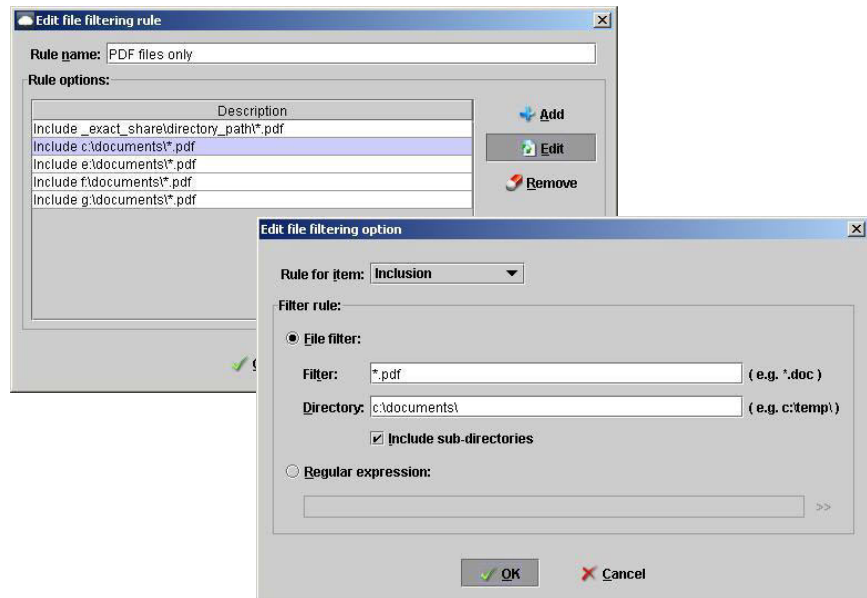 Edit file filtering rule
Rule name: PDF files only
Rule options:
Description
Include _exact_share\directory_path\*.pdf
Include c:\documents\*.pdf
Include e:\documents\*.pdf
Include f:\documents\*.pdf
Include g:\documents\*.pdf
Add
Edit
Remove
Edit file filtering option
Rule for item: Inclusion
Filter rule:
File filter:
Filter: *.pdf ( e.g. *.doc )
Directory: c:\documents\ ( e.g. c:\temp\ )
Include sub-directories
Regular expression:
>>
OK Cancel